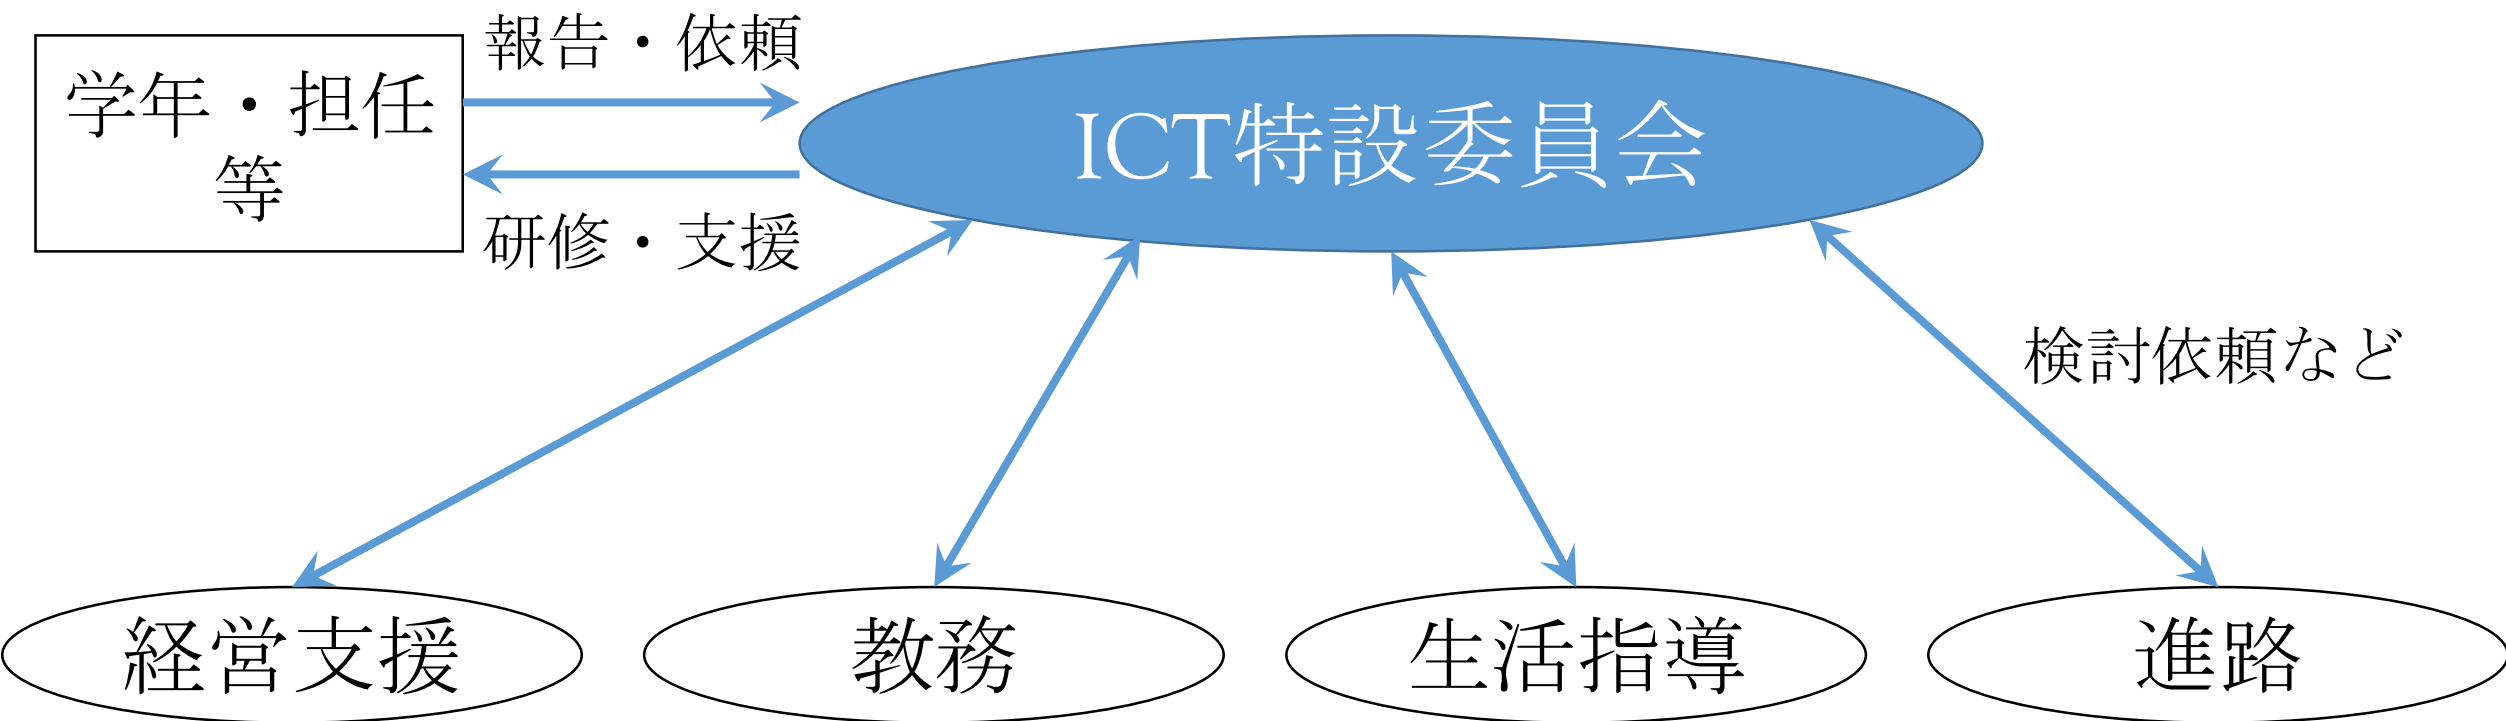 報告・依頼
学年・担任
等
ICT特設委員会
研修・支援
検討依頼など
経営支援
教務
生活指導
進路